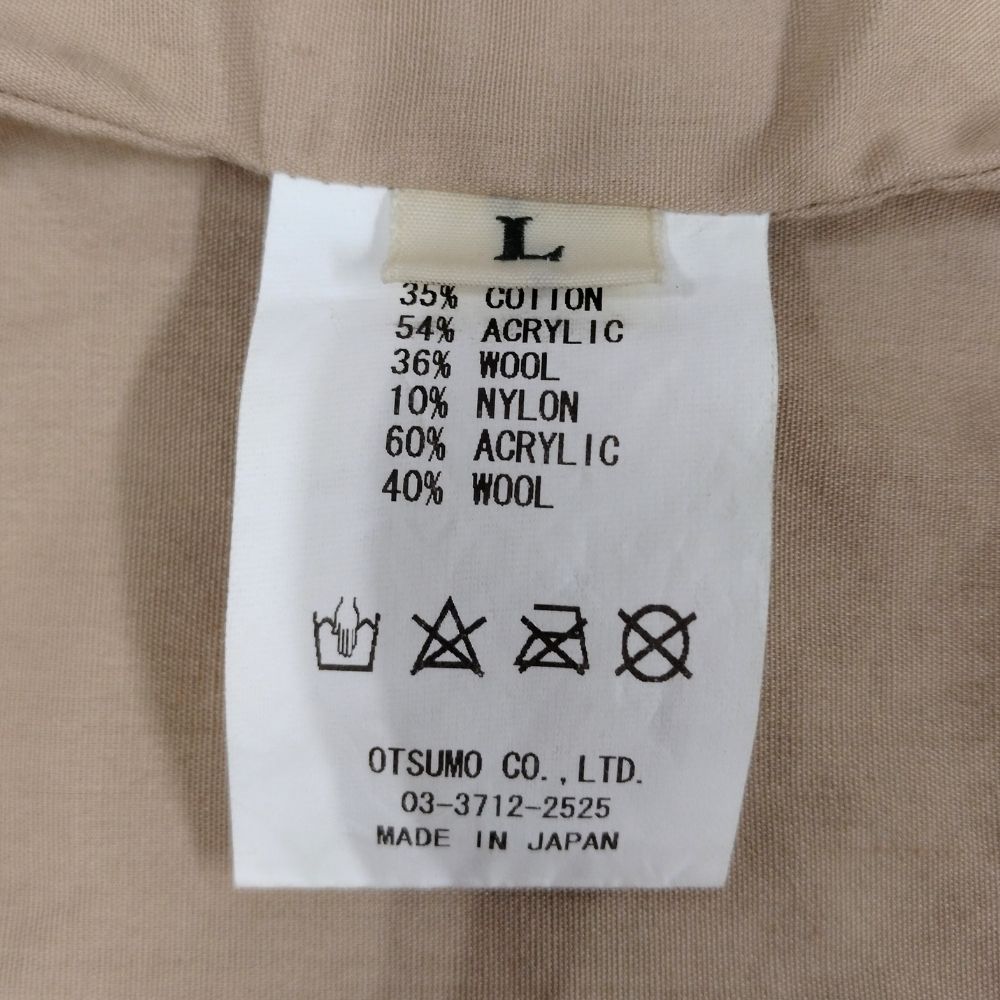 L
35% COTTON
54% ACRYLIC
36% WOOL
10% NYLON
60% ACRYLIC
40% WOOL
OTSUMO CO.,LTD.
03-3712-2525
MADE IN JAPAN